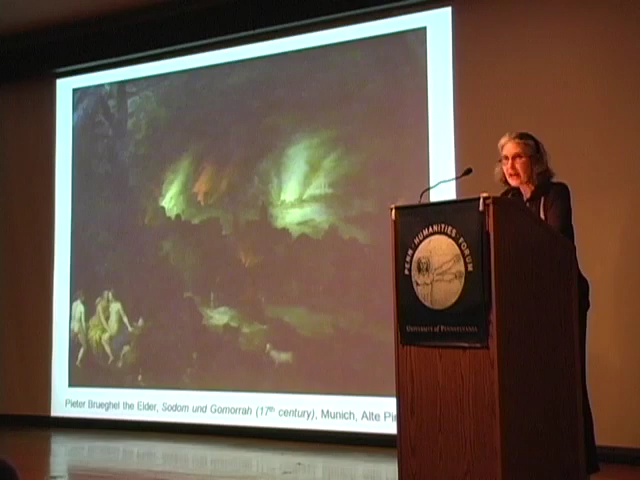 PENN · HUMANITIES · FORUM
UNIVERSITY OF PENNSYLVANIA
Pieter Brueghel the Elder, Sodom und Gomorrah (17th century), Munich, Alte Pi